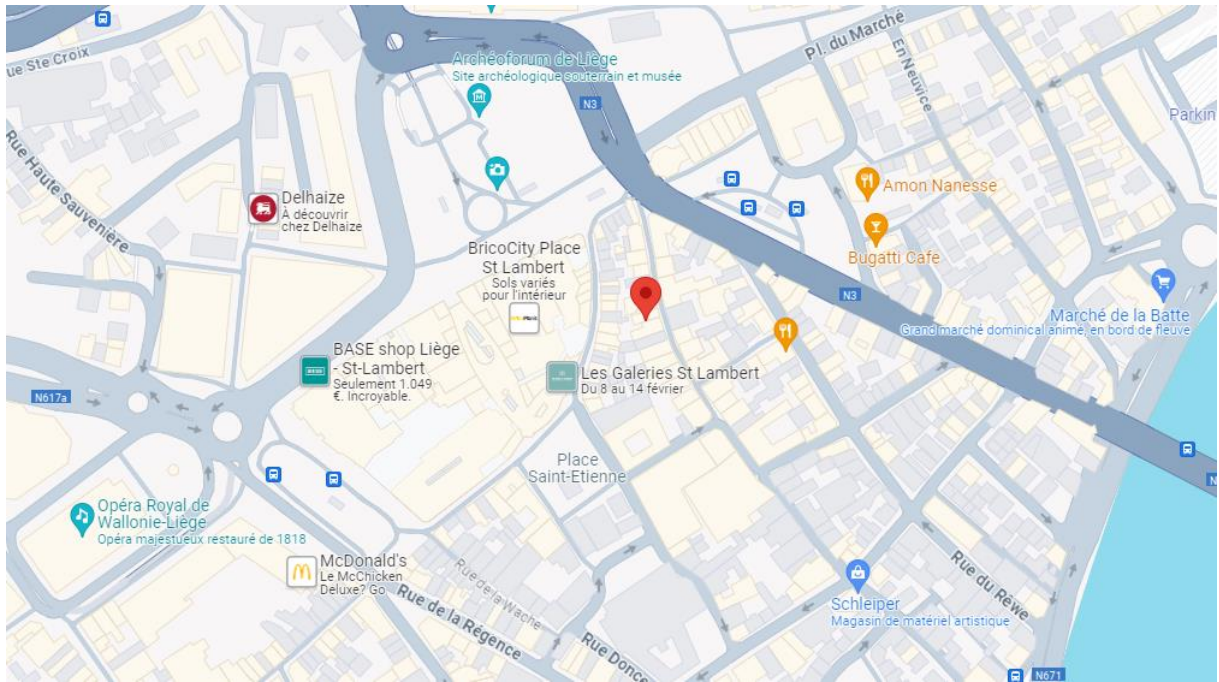 ue Ste Croix
Archéoforum de Liège
Site archéologique souterrain et musée
Pl. du Marché
En Neuvice
N3
Parkin
Rue Haute Sauvenière
Delhaize
À découvrir
chez Delhaize
Amon Nanesse
Bugatti Cafe
BricoCity Place
St Lambert
Sols variés
pour l'intérieur
N3
Marché de la Batte
Grand marché dominical animé, en bord de fleuve
BASE shop Liège
- St-Lambert
Seulement 1.049
€. Incroyable.
Les Galeries St Lambert
Du 8 au 14 février
N617a
Place
Saint-Etienne
Opéra Royal de
Wallonie-Liège
Opéra majestueux restauré de 1818
McDonald's
Le McChicken
Deluxe? Go
Rue de la Wache
Rue de la Régence
Rue Donce
Schleiper
Magasin de matériel artistique
Rue du Rêwe
N671
N